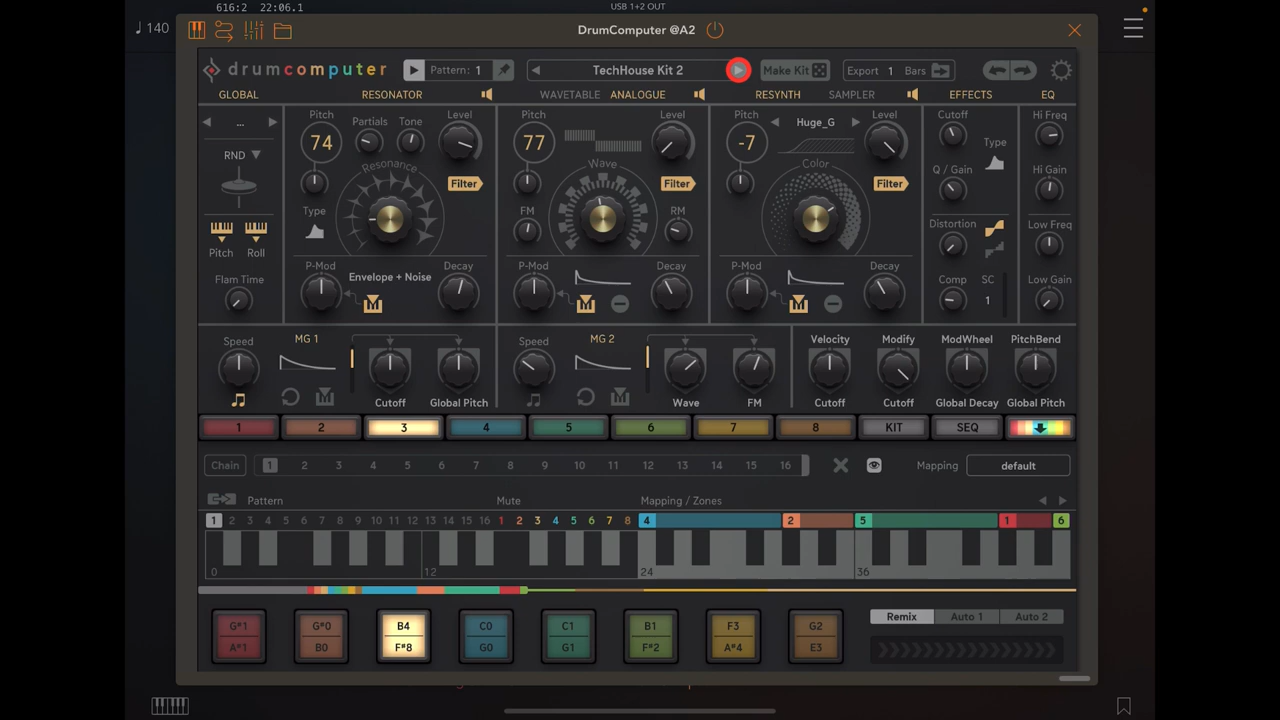 616:2 22:06.1 USB 1+2 OUT
♩ 140
DrumComputer @A2
drumcomputer Pattern: 1 TechHouse Kit 2 Make Kit Export 1 Bars
GLOBAL RESONATOR WAVETABLE ANALOGUE RESYNTH SAMPLER EFFECTS EQ
... Pitch Partials Tone Level Pitch Level Pitch Huge_G Level Cutoff Hi Freq
74 77 -7 Type
RND Resonance Wave Color Q / Gain Hi Gain
Filter Filter Filter
Type FM RM Distortion Low Freq
Pitch Roll
P-Mod Envelope + Noise Decay P-Mod Decay P-Mod Decay Comp SC Low Gain
Flam Time 1
Speed MG 1 Speed MG 2 Velocity Modify ModWheel PitchBend
Cutoff Global Pitch Wave FM Cutoff Cutoff Global Decay Global Pitch
1 2 3 4 5 6 7 8 KIT SEQ
Chain 1 2 3 4 5 6 7 8 9 10 11 12 13 14 15 16 Mapping default
Pattern Mute Mapping / Zones
1 2 3 4 5 6 7 8 9 10 11 12 13 14 15 16 1 2 3 4 5 6 7 8 4 2 5 1 6
0 12 24 36
G#1 G#0 B4 C0 C1 B1 F3 G2 Remix Auto 1 Auto 2
A#1 B0 F#8 G0 G1 F#2 A#4 E3